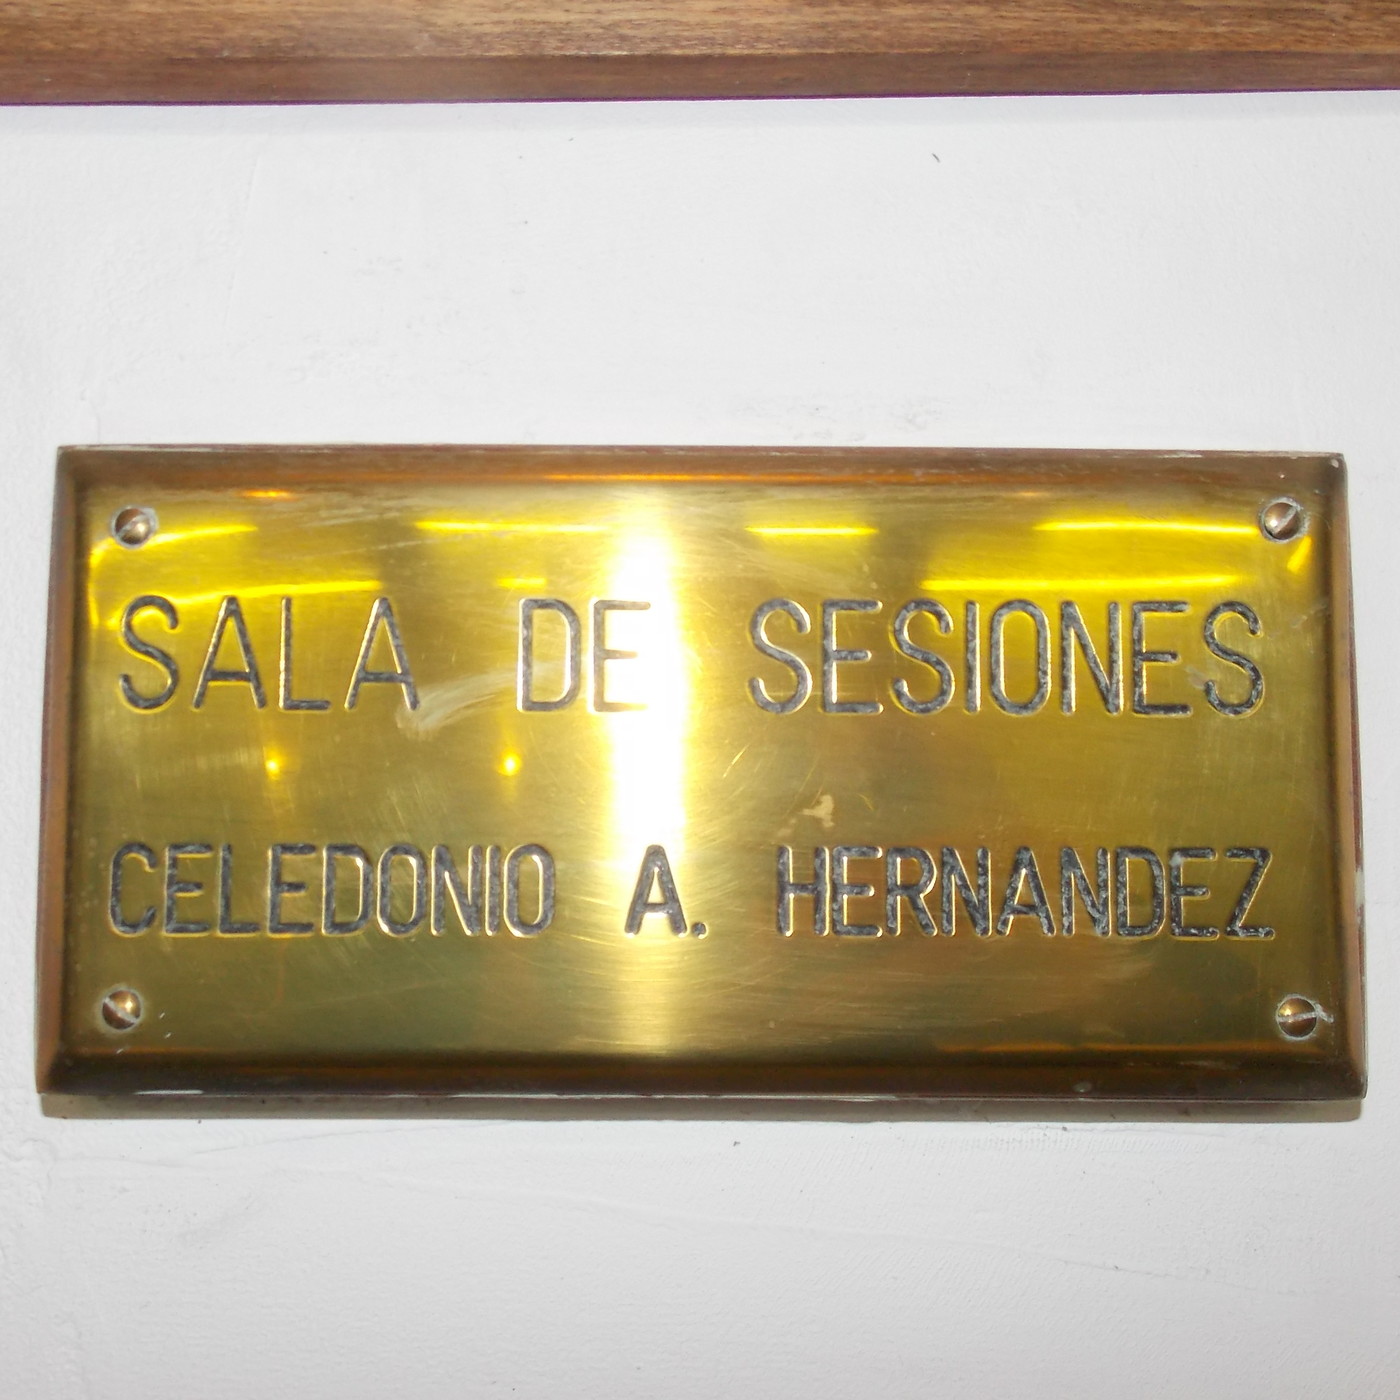 SALA DE SESIONES
CELEDONIO A. HERNANDEZ